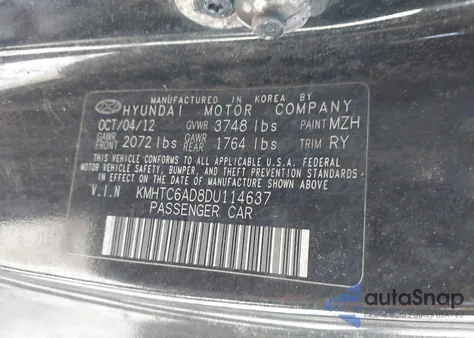 MANUFACTURED IN KOREA BY
HYUNDAI MOTOR COMPANY
OCT/04/12 GVWR 3748 lbs PAINT MZH
GAWR FRONT 2072 lbs GAWR REAR 1764 lbs TRIM RY
THIS VEHICLE CONFORMS TO ALL APPLICABLE U.S.A. FEDERAL
MOTOR VEHICLE SAFETY, BUMPER, AND THEFT PREVENTION
STANDARDS IN EFFECT ON THE DATE OF MANUFACTURE SHOWN ABOVE.
V.I.N KMHTC6AD8DU114637
PASSENGER CAR
autoSnap